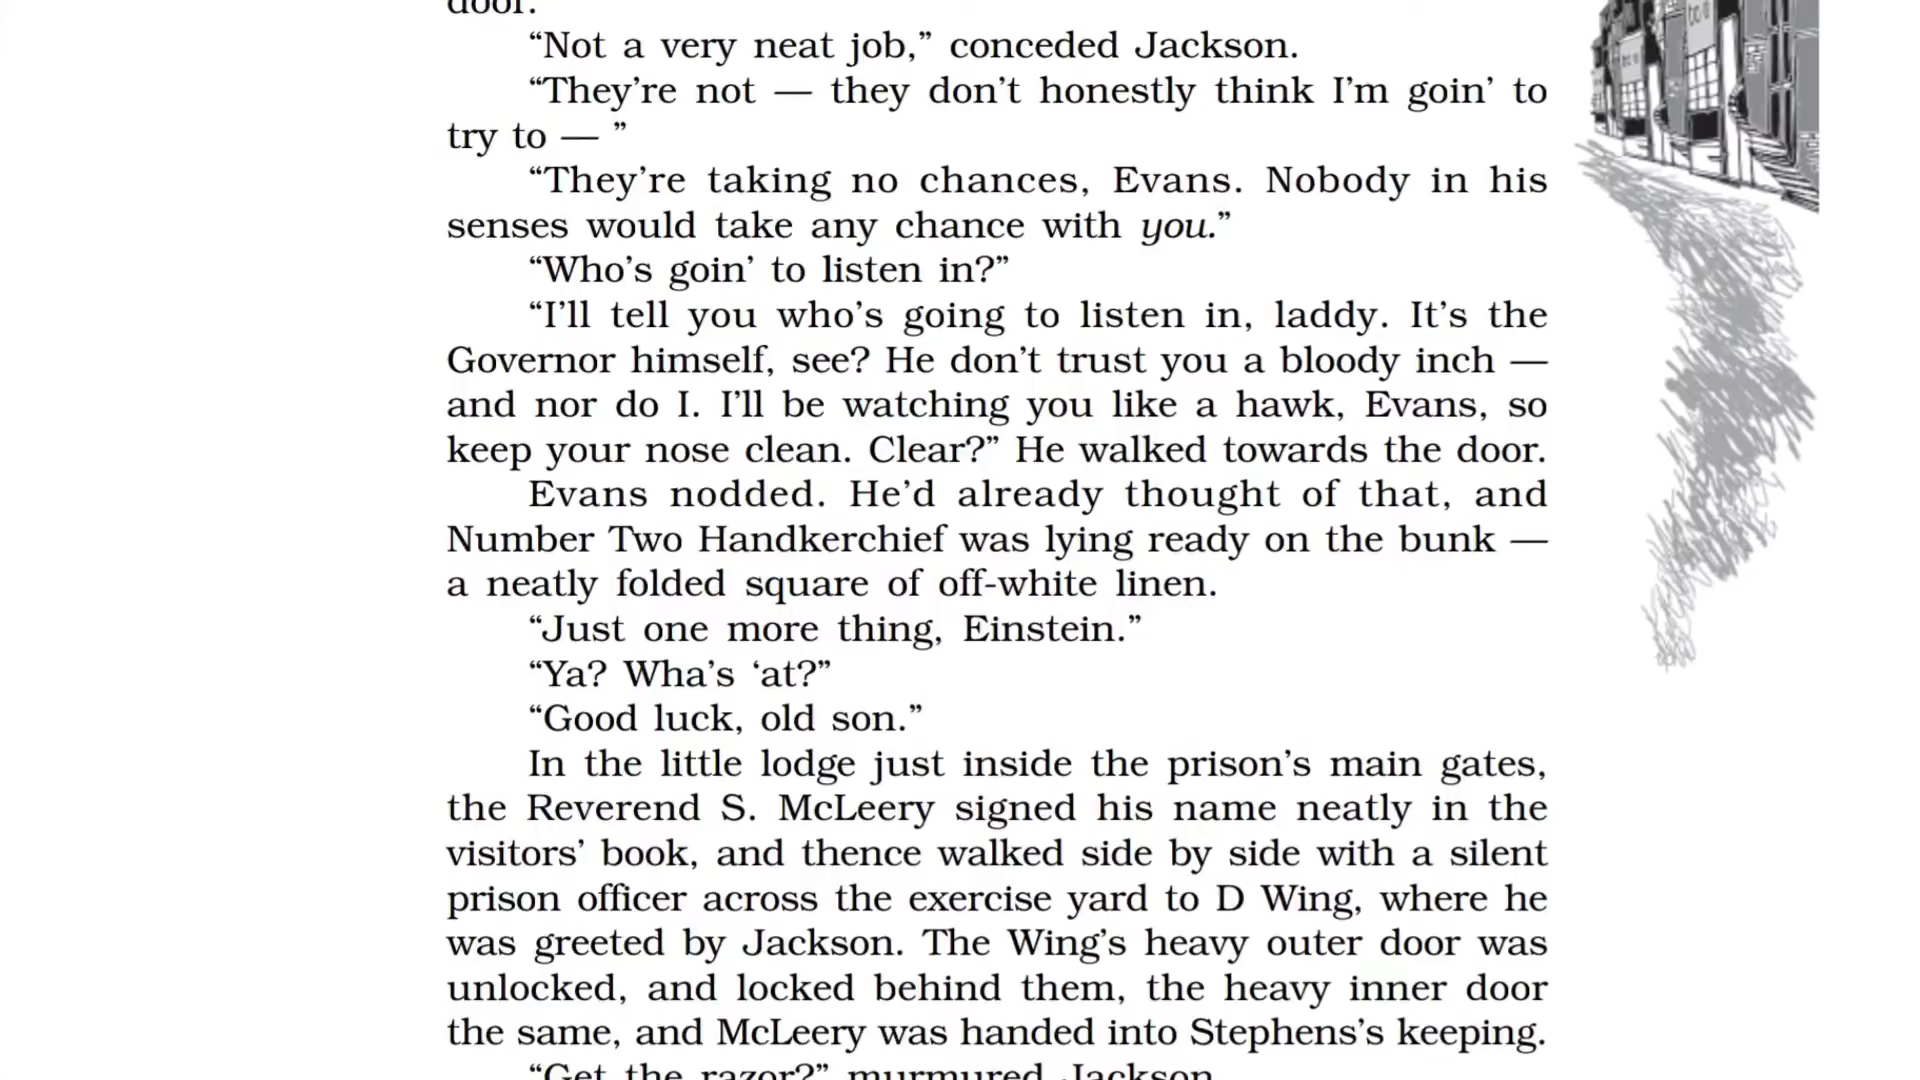 door.
“Not a very neat job,” conceded Jackson.
“They’re not — they don’t honestly think I’m goin’ to
try to — ”
“They’re taking no chances, Evans. Nobody in his
senses would take any chance with you.”
“Who’s goin’ to listen in?”
“I’ll tell you who’s going to listen in, laddy. It’s the
Governor himself, see? He don’t trust you a bloody inch —
and nor do I. I’ll be watching you like a hawk, Evans, so
keep your nose clean. Clear?” He walked towards the door.
Evans nodded. He’d already thought of that, and
Number Two Handkerchief was lying ready on the bunk —
a neatly folded square of off-white linen.
“Just one more thing, Einstein.”
“Ya? Wha’s ‘at?”
“Good luck, old son.”
In the little lodge just inside the prison’s main gates,
the Reverend S. McLeery signed his name neatly in the
visitors’ book, and thence walked side by side with a silent
prison officer across the exercise yard to D Wing, where he
was greeted by Jackson. The Wing’s heavy outer door was
unlocked, and locked behind them, the heavy inner door
the same, and McLeery was handed into Stephens’s keeping.
“Get the razor?” murmured Jackson.